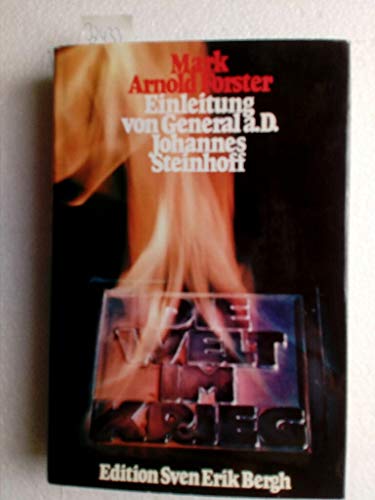 Mark
Arnold Forster
Einleitung
von General a.D.
Johannes
Steinhoff
DIE
WELT
IM
KRIEG
Edition Sven Erik Bergh